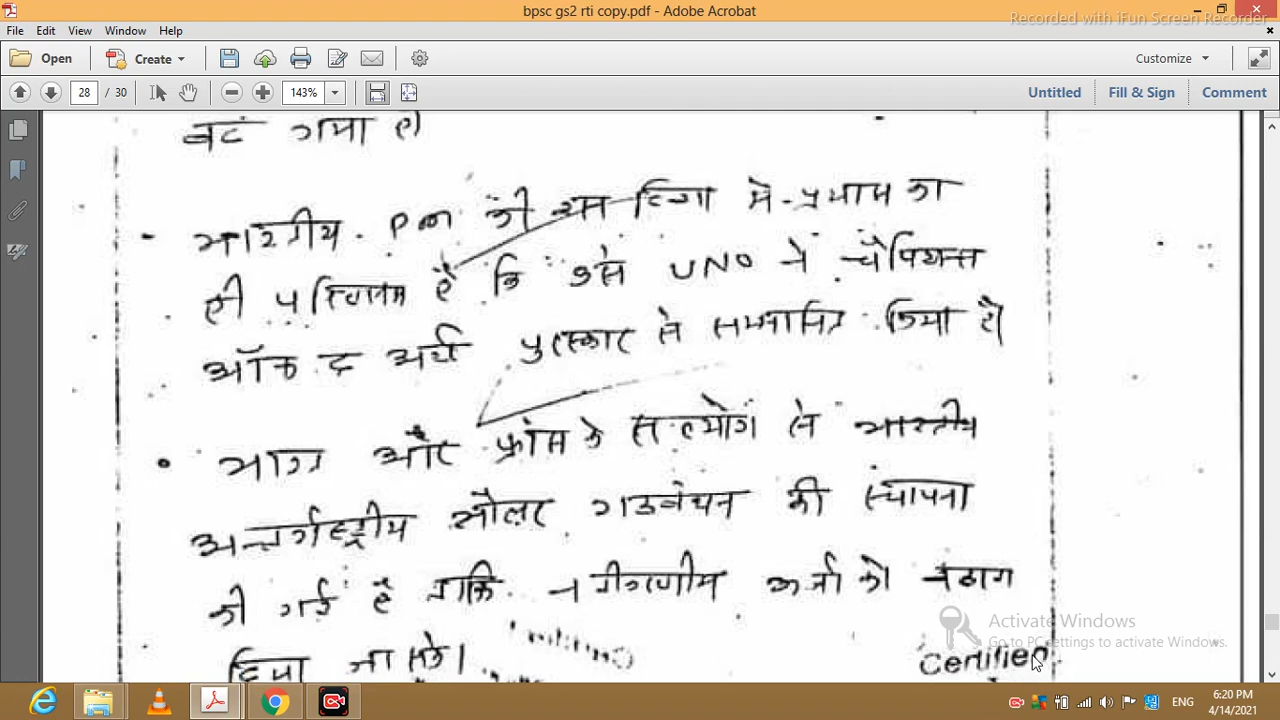 bpsc gs2 rti copy.pdf - Adobe Acrobat
Recorded with iFun Screen Recorder
File Edit View Window Help
Open Create Customize
28 / 30 143% Untitled Fill & Sign Comment
बढ़ गया है।
• भारतीय PM की इस दिशा में प्रयास का
ही परिणाम है कि उसे UNO ने चैंपियन्स
ऑफ द अर्थ पुरस्कार से सम्मानित किया है।
• भारत और फ्रांस के सहयोग से भारतीय
अन्तर्राष्ट्रीय सौलर गठबंधन की स्थापना
की गई है ताकि नवीकरणीय ऊर्जा को बढ़ावा
दिया जा सके।
Activate Windows
Go to PC settings to activate Windows.
Certified
ENG 6:20 PM
4/14/2021